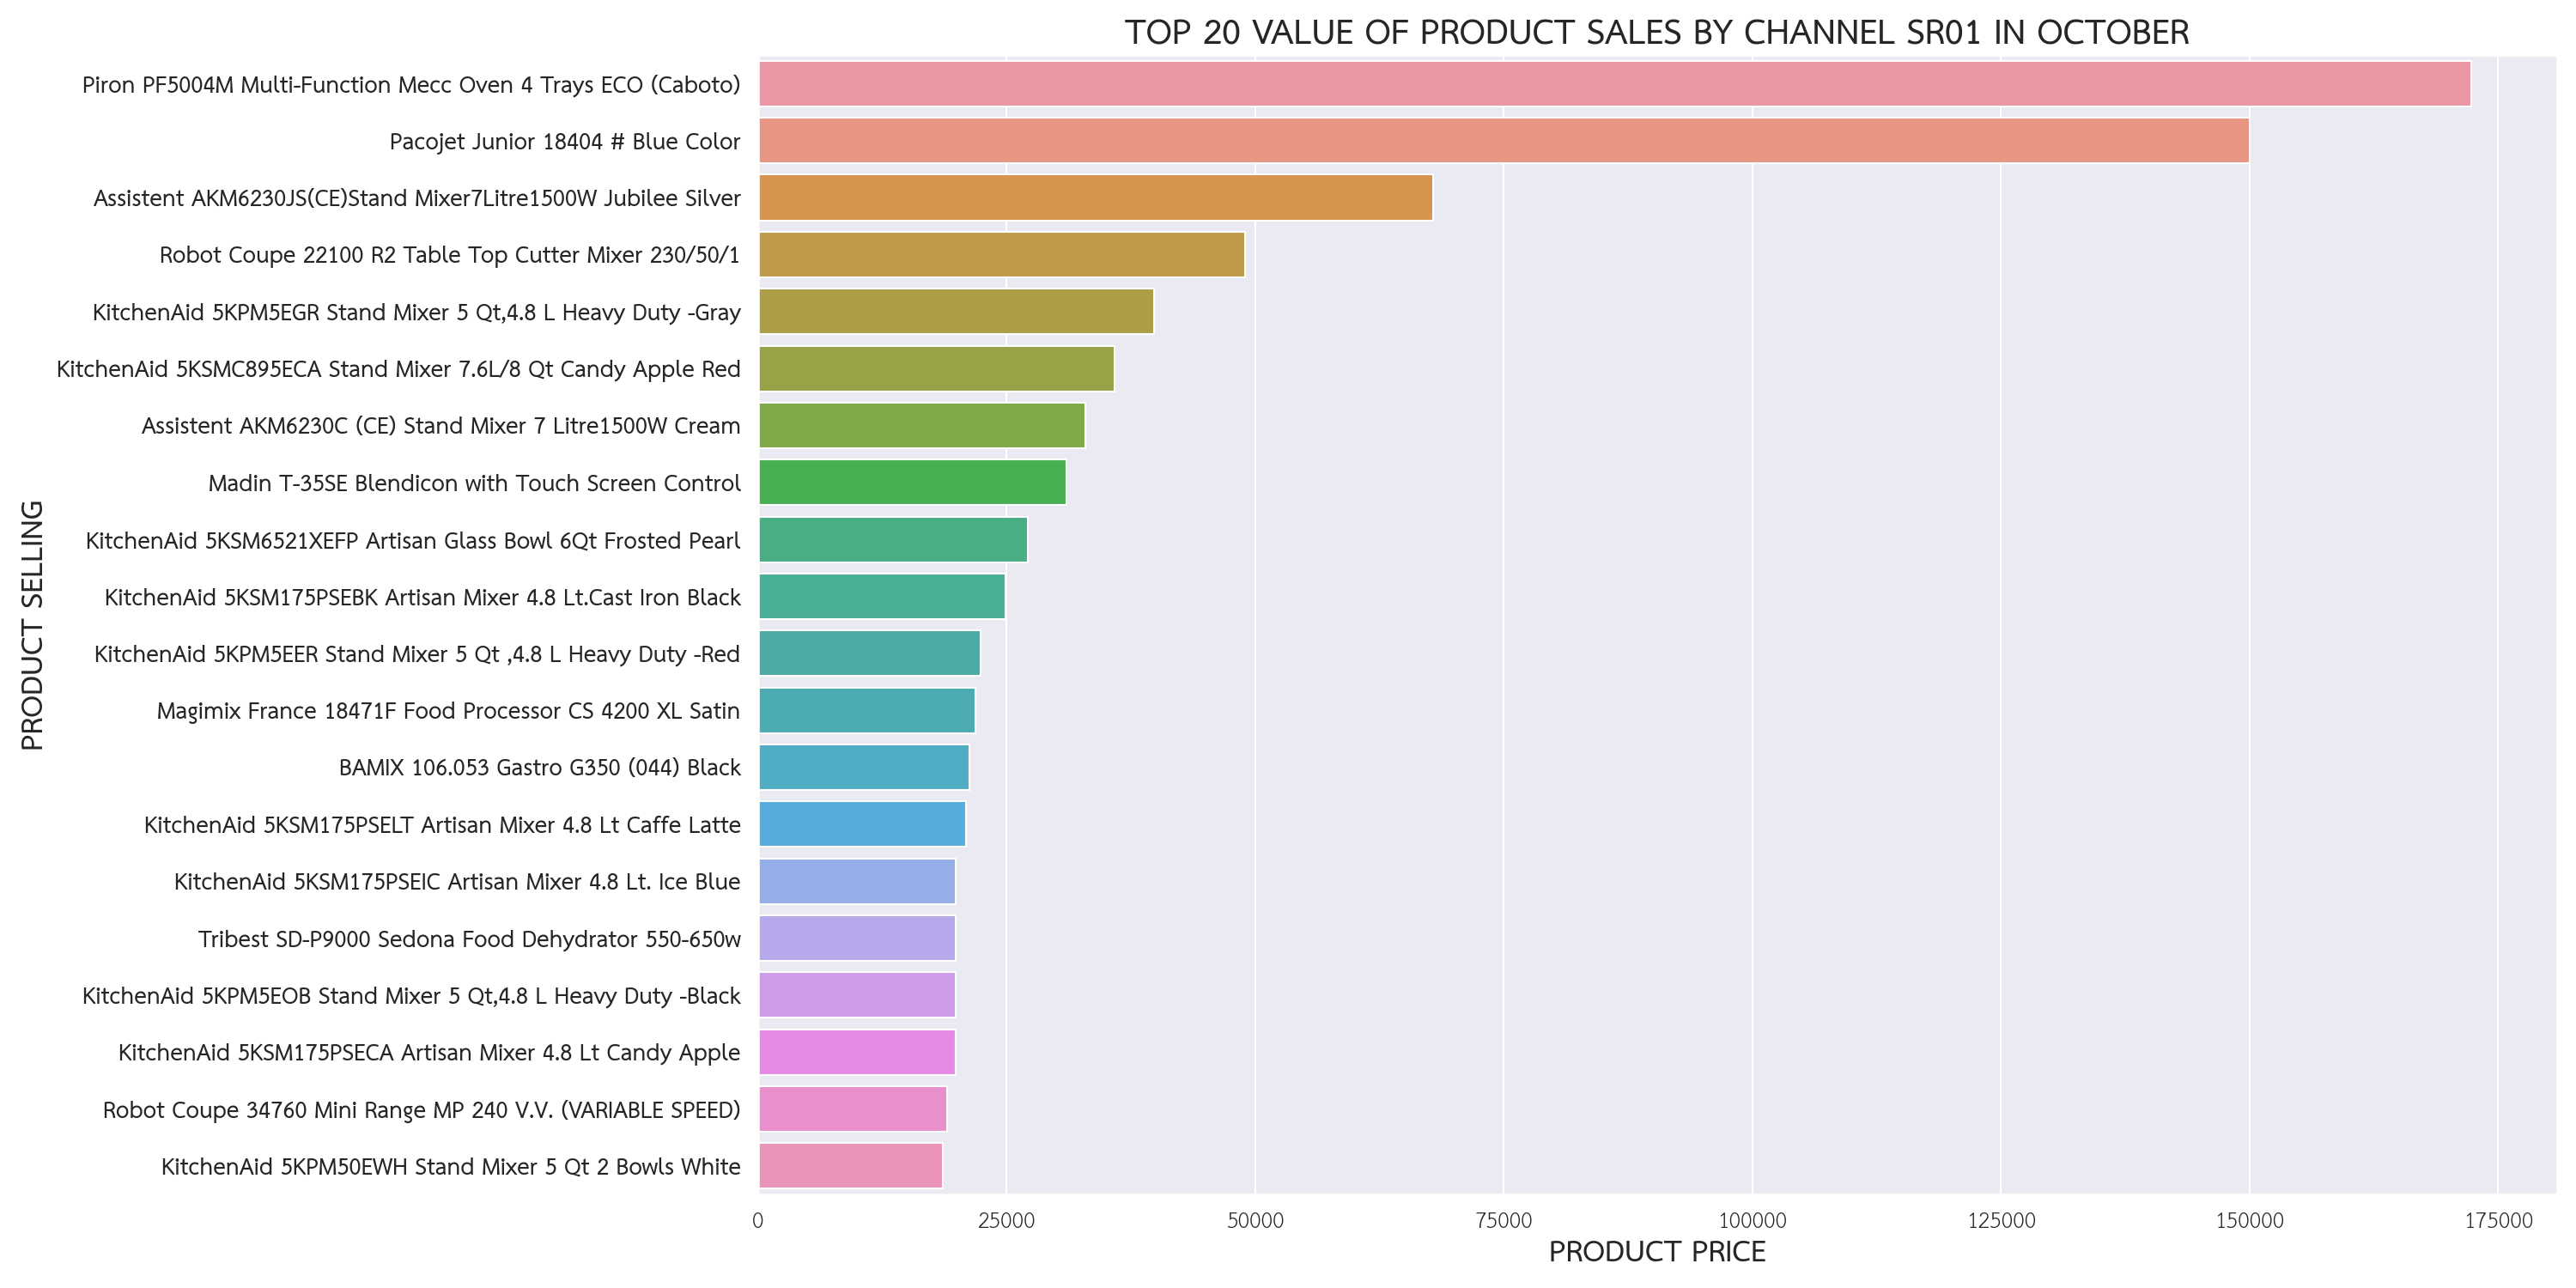 TOP 20 VALUE OF PRODUCT SALES BY CHANNEL SR01 IN OCTOBER
PRODUCT SELLING
Piron PF5004M Multi-Function Mecc Oven 4 Trays ECO (Caboto)
Pacojet Junior 18404 # Blue Color
Assistent AKM6230JS(CE)Stand Mixer7Litre1500W Jubilee Silver
Robot Coupe 22100 R2 Table Top Cutter Mixer 230/50/1
KitchenAid 5KPM5EGR Stand Mixer 5 Qt,4.8 L Heavy Duty -Gray
KitchenAid 5KSMC895ECA Stand Mixer 7.6L/8 Qt Candy Apple Red
Assistent AKM6230C (CE) Stand Mixer 7 Litre1500W Cream
Madin T-35SE Blendicon with Touch Screen Control
KitchenAid 5KSM6521XEFP Artisan Glass Bowl 6Qt Frosted Pearl
KitchenAid 5KSM175PSEBK Artisan Mixer 4.8 Lt.Cast Iron Black
KitchenAid 5KPM5EER Stand Mixer 5 Qt ,4.8 L Heavy Duty -Red
Magimix France 18471F Food Processor CS 4200 XL Satin
BAMIX 106.053 Gastro G350 (044) Black
KitchenAid 5KSM175PSELT Artisan Mixer 4.8 Lt Caffe Latte
KitchenAid 5KSM175PSEIC Artisan Mixer 4.8 Lt. Ice Blue
Tribest SD-P9000 Sedona Food Dehydrator 550-650w
KitchenAid 5KPM5EOB Stand Mixer 5 Qt,4.8 L Heavy Duty -Black
KitchenAid 5KSM175PSECA Artisan Mixer 4.8 Lt Candy Apple
Robot Coupe 34760 Mini Range MP 240 V.V. (VARIABLE SPEED)
KitchenAid 5KPM50EWH Stand Mixer 5 Qt 2 Bowls White
0 25000 50000 75000 100000 125000 150000 175000
PRODUCT PRICE